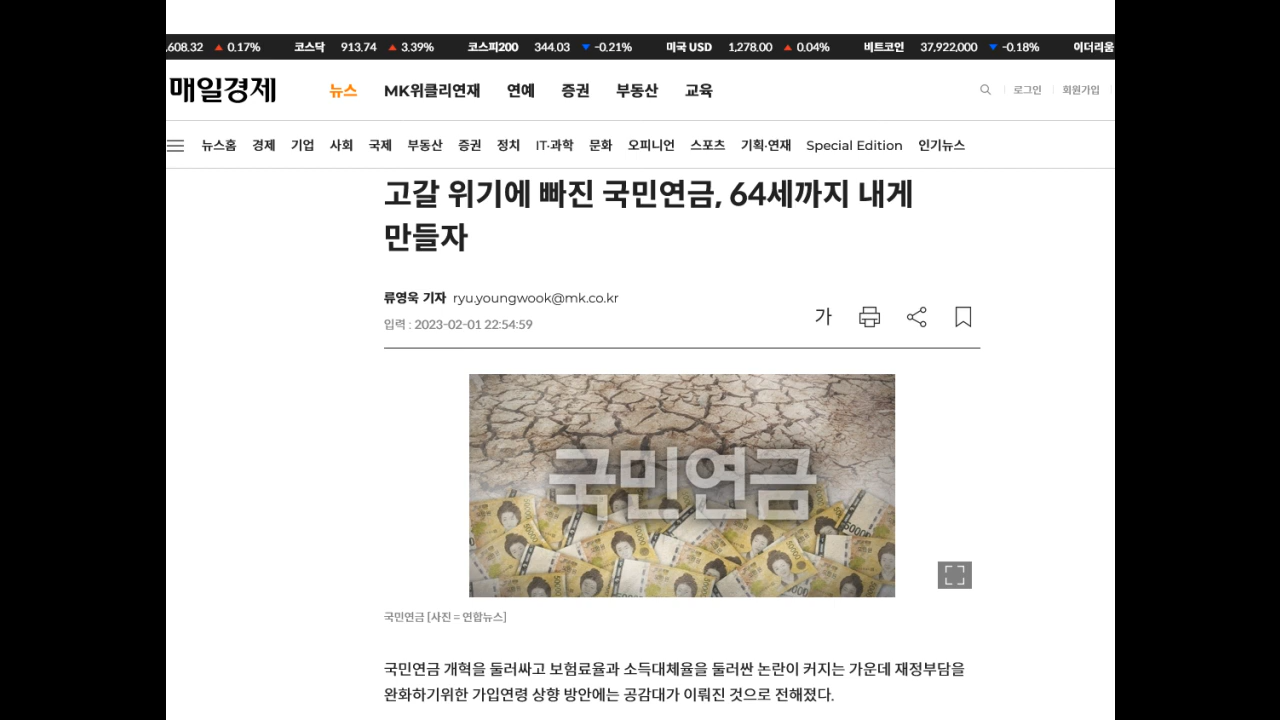 ,608.32 ▲ 0.17% 코스닥 913.74 ▲ 3.39% 코스피200 344.03 ▼ -0.21% 미국 USD 1,278.00 ▲ 0.04% 비트코인 37,922,000 ▼ -0.18% 이더리움
매일경제 뉴스 MK위클리연재 연예 증권 부동산 교육 로그인 회원가입
뉴스홈 경제 기업 사회 국제 부동산 증권 정치 IT·과학 문화 오피니언 스포츠 기획·연재 Special Edition 인기뉴스
고갈 위기에 빠진 국민연금, 64세까지 내게
만들자
류영욱 기자 ryu.youngwook@mk.co.kr
입력 : 2023-02-01 22:54:59
가
국민연금
50000
국민연금 [사진 = 연합뉴스]
국민연금 개혁을 둘러싸고 보험료율과 소득대체율을 둘러싼 논란이 커지는 가운데 재정부담을
완화하기위한 가입연령 상향 방안에는 공감대가 이뤄진 것으로 전해졌다.